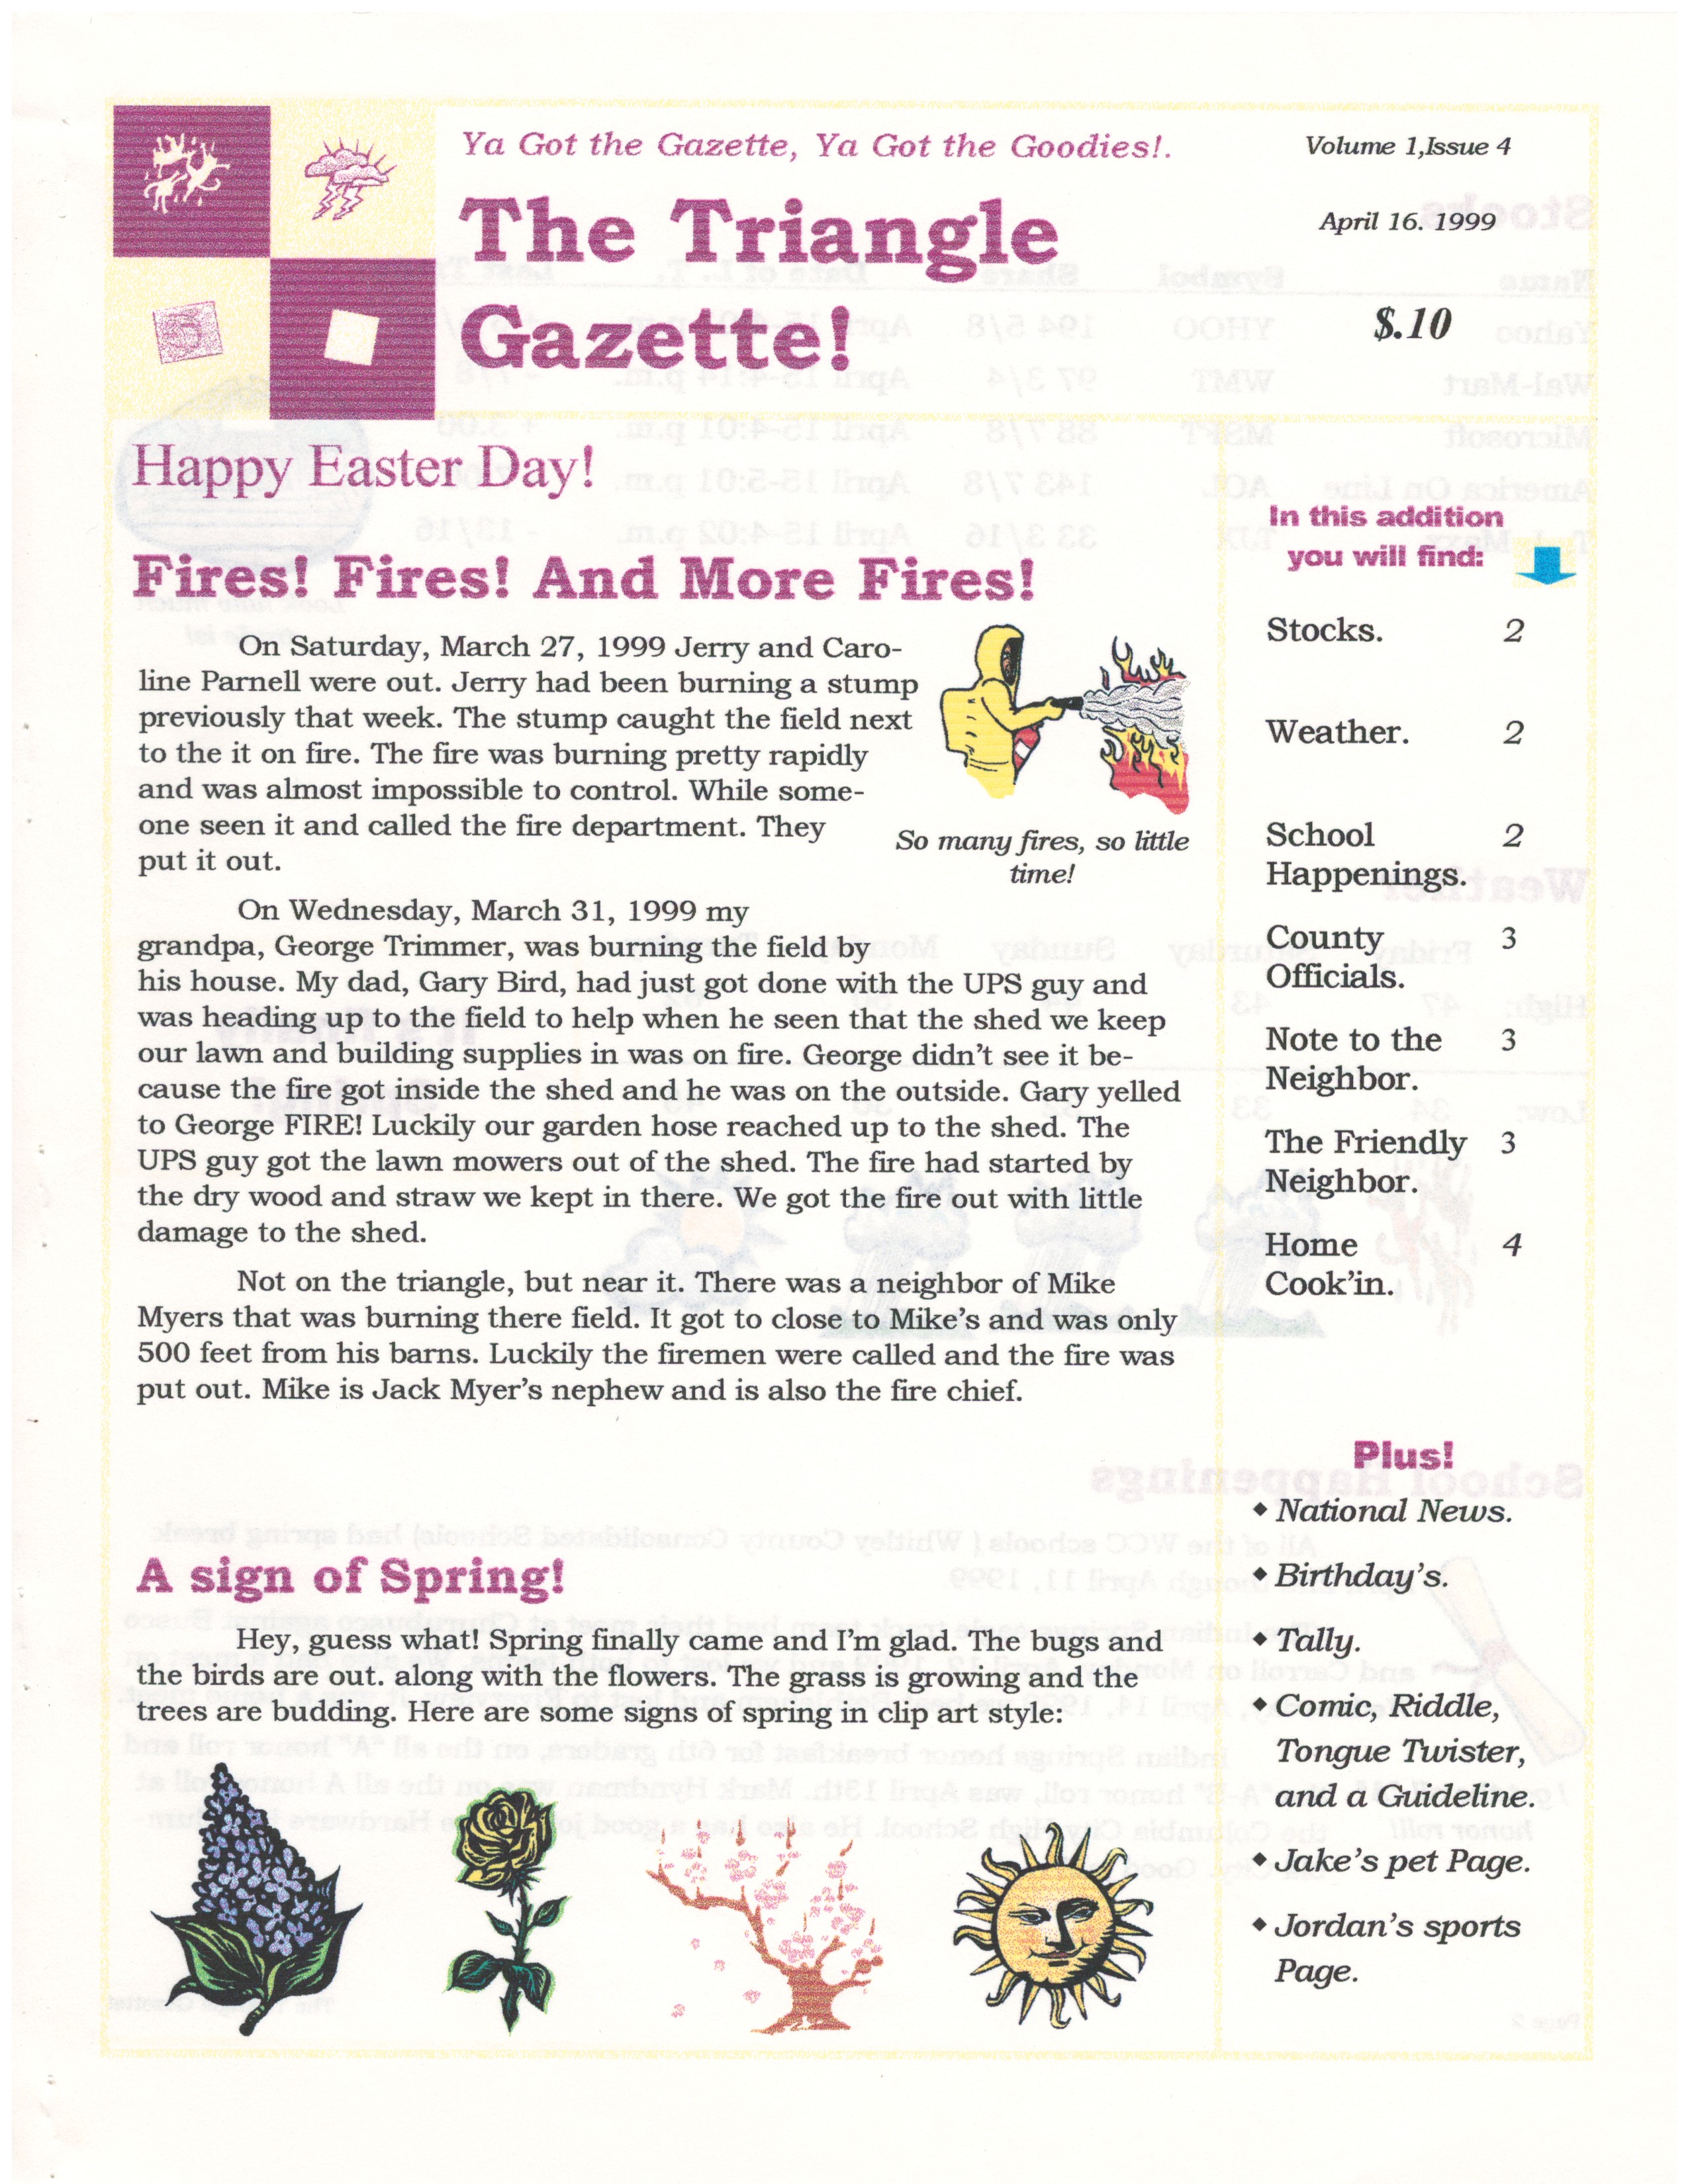 Ya Got the Gazette, Ya Got the Goodies!.
The Triangle
Gazette!
Volume 1,Issue 4
April 16. 1999
$.10
Happy Easter Day!
Fires! Fires! And More Fires!
On Saturday, March 27, 1999 Jerry and Caro-
line Parnell were out. Jerry had been burning a stump
previously that week. The stump caught the field next
to the it on fire. The fire was burning pretty rapidly
and was almost impossible to control. While some-
one seen it and called the fire department. They
put it out.
So many fires, so little
time!
On Wednesday, March 31, 1999 my
grandpa, George Trimmer, was burning the field by
his house. My dad, Gary Bird, had just got done with the UPS guy and
was heading up to the field to help when he seen that the shed we keep
our lawn and building supplies in was on fire. George didn't see it be-
cause the fire got inside the shed and he was on the outside. Gary yelled
to George FIRE! Luckily our garden hose reached up to the shed. The
UPS guy got the lawn mowers out of the shed. The fire had started by
the dry wood and straw we kept in there. We got the fire out with little
damage to the shed.
Not on the triangle, but near it. There was a neighbor of Mike
Myers that was burning there field. It got to close to Mike's and was only
500 feet from his barns. Luckily the firemen were called and the fire was
put out. Mike is Jack Myer's nephew and is also the fire chief.
A sign of Spring!
Hey, guess what! Spring finally came and I'm glad. The bugs and
the birds are out. along with the flowers. The grass is growing and the
trees are budding. Here are some signs of spring in clip art style:
In this addition
you will find:
Stocks. 2
Weather. 2
School 2
Happenings.
County 3
Officials.
Note to the 3
Neighbor.
The Friendly 3
Neighbor.
Home 4
Cook'in.
Plus!
◆ National News.
◆ Birthday's.
◆ Tally.
◆ Comic, Riddle,
Tongue Twister,
and a Guideline.
◆ Jake's pet Page.
◆ Jordan's sports
Page.